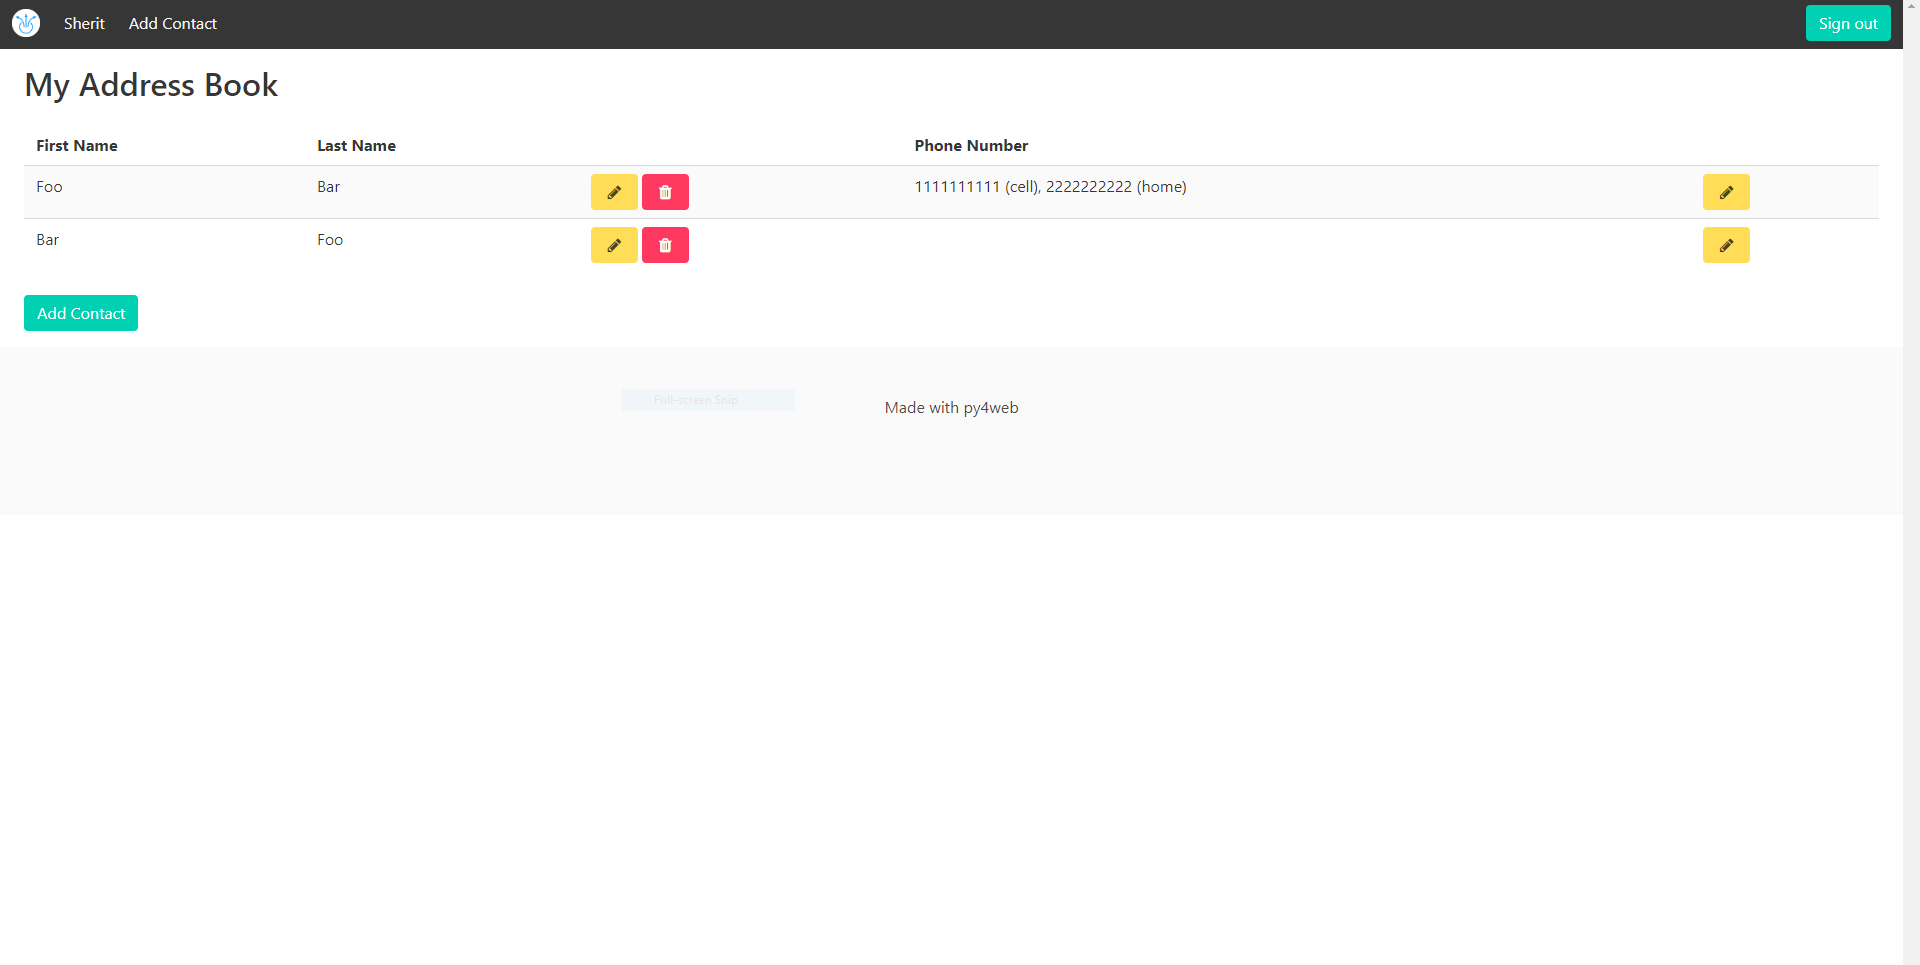 Sherit Add Contact Sign out
My Address Book
First Name Last Name Phone Number
Foo Bar 1111111111 (cell), 2222222222 (home)
Bar Foo
Add Contact
Full-screen Snip
Made with py4web